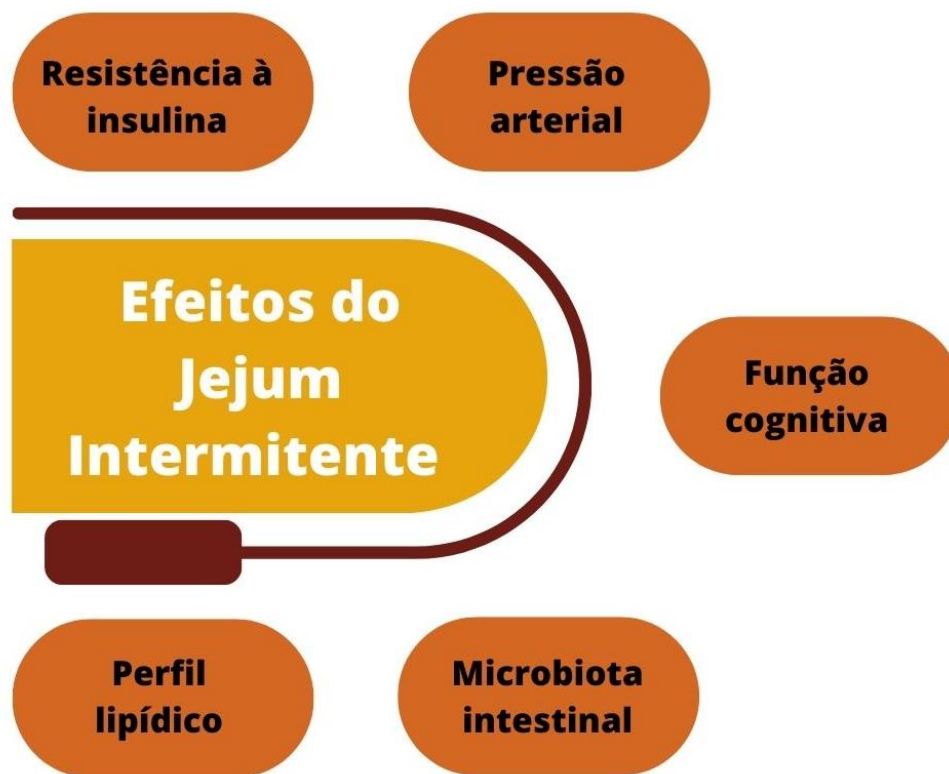 Resistência à
insulina
Pressão
arterial
Efeitos do
Jejum
Intermitente
Função
cognitiva
Perfil
lipídico
Microbiota
intestinal